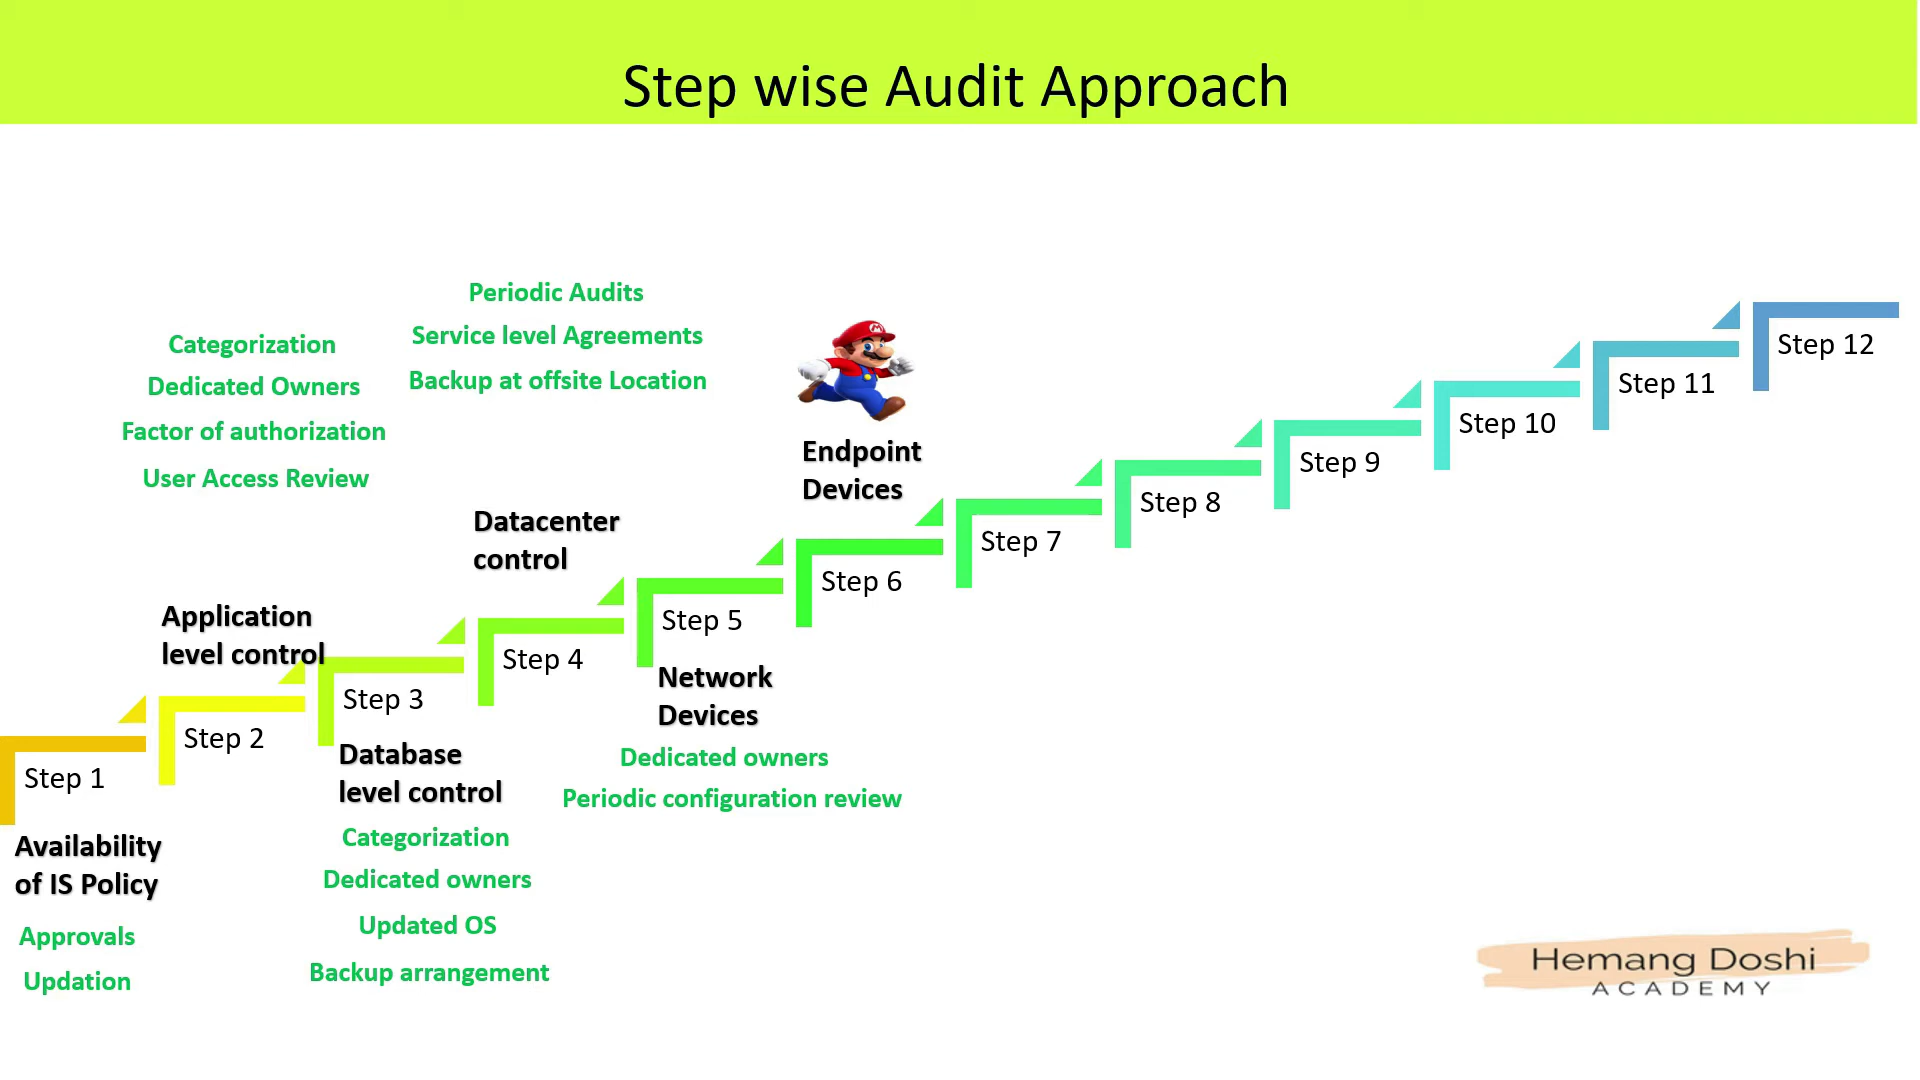 Step wise Audit Approach
Periodic Audits
Service level Agreements
Backup at offsite Location
Categorization
Dedicated Owners
Factor of authorization
User Access Review
Endpoint
Devices
Datacenter
control
Application
level control
Step 1
Step 2
Step 3
Step 4
Step 5
Step 6
Step 7
Step 8
Step 9
Step 10
Step 11
Step 12
Network
Devices
Dedicated owners
Periodic configuration review
Database
level control
Categorization
Dedicated owners
Updated OS
Backup arrangement
Availability
of IS Policy
Approvals
Updation
M
Hemang Doshi
ACADEMY